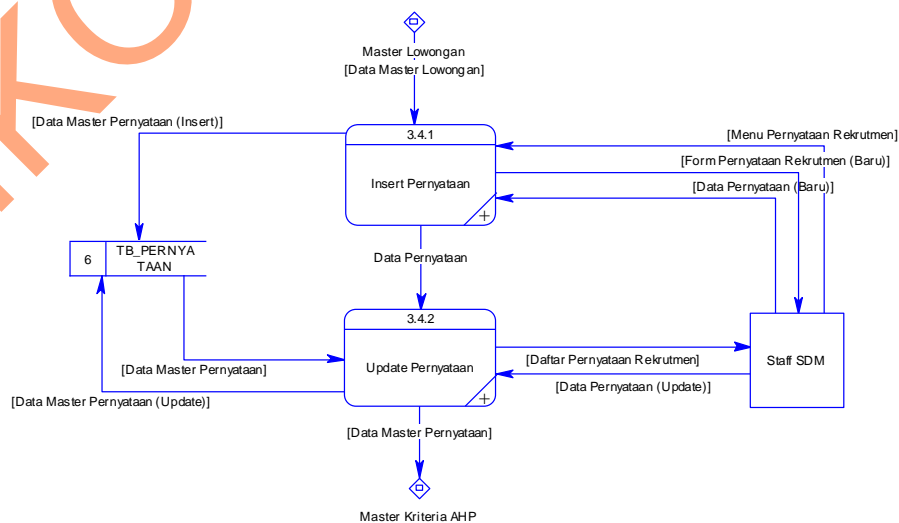 Master Lowongan
[Data Master Lowongan]
[Data Master Pernyataan (Insert)]
3.4.1
Insert Pernyataan
+
[Menu Pernyataan Rekrutmen]
[Form Pernyataan Rekrutmen (Baru)]
[Data Pernyataan (Baru)]
6
TB_PERNYA
TAAN
Data Pernyataan
3.4.2
Update Pernyataan
+
[Daftar Pernyataan Rekrutmen]
[Data Pernyataan (Update)]
Staff SDM
[Data Master Pernyataan]
[Data Master Pernyataan (Update)]
[Data Master Pernyataan]
Master Kriteria AHP